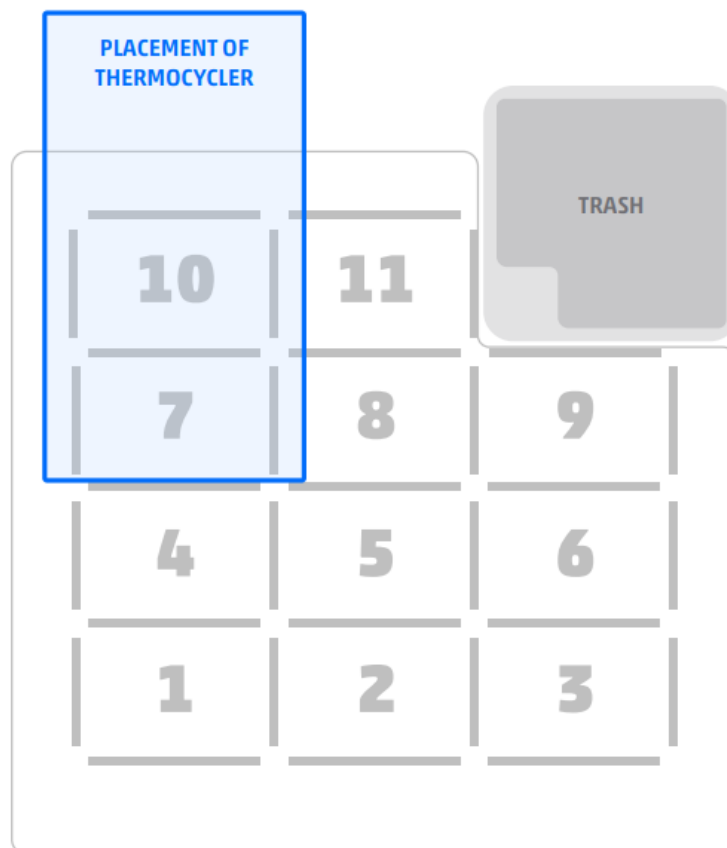 PLACEMENT OF
THERMOCYCLER
TRASH
10 11
7 8 9
4 5 6
1 2 3